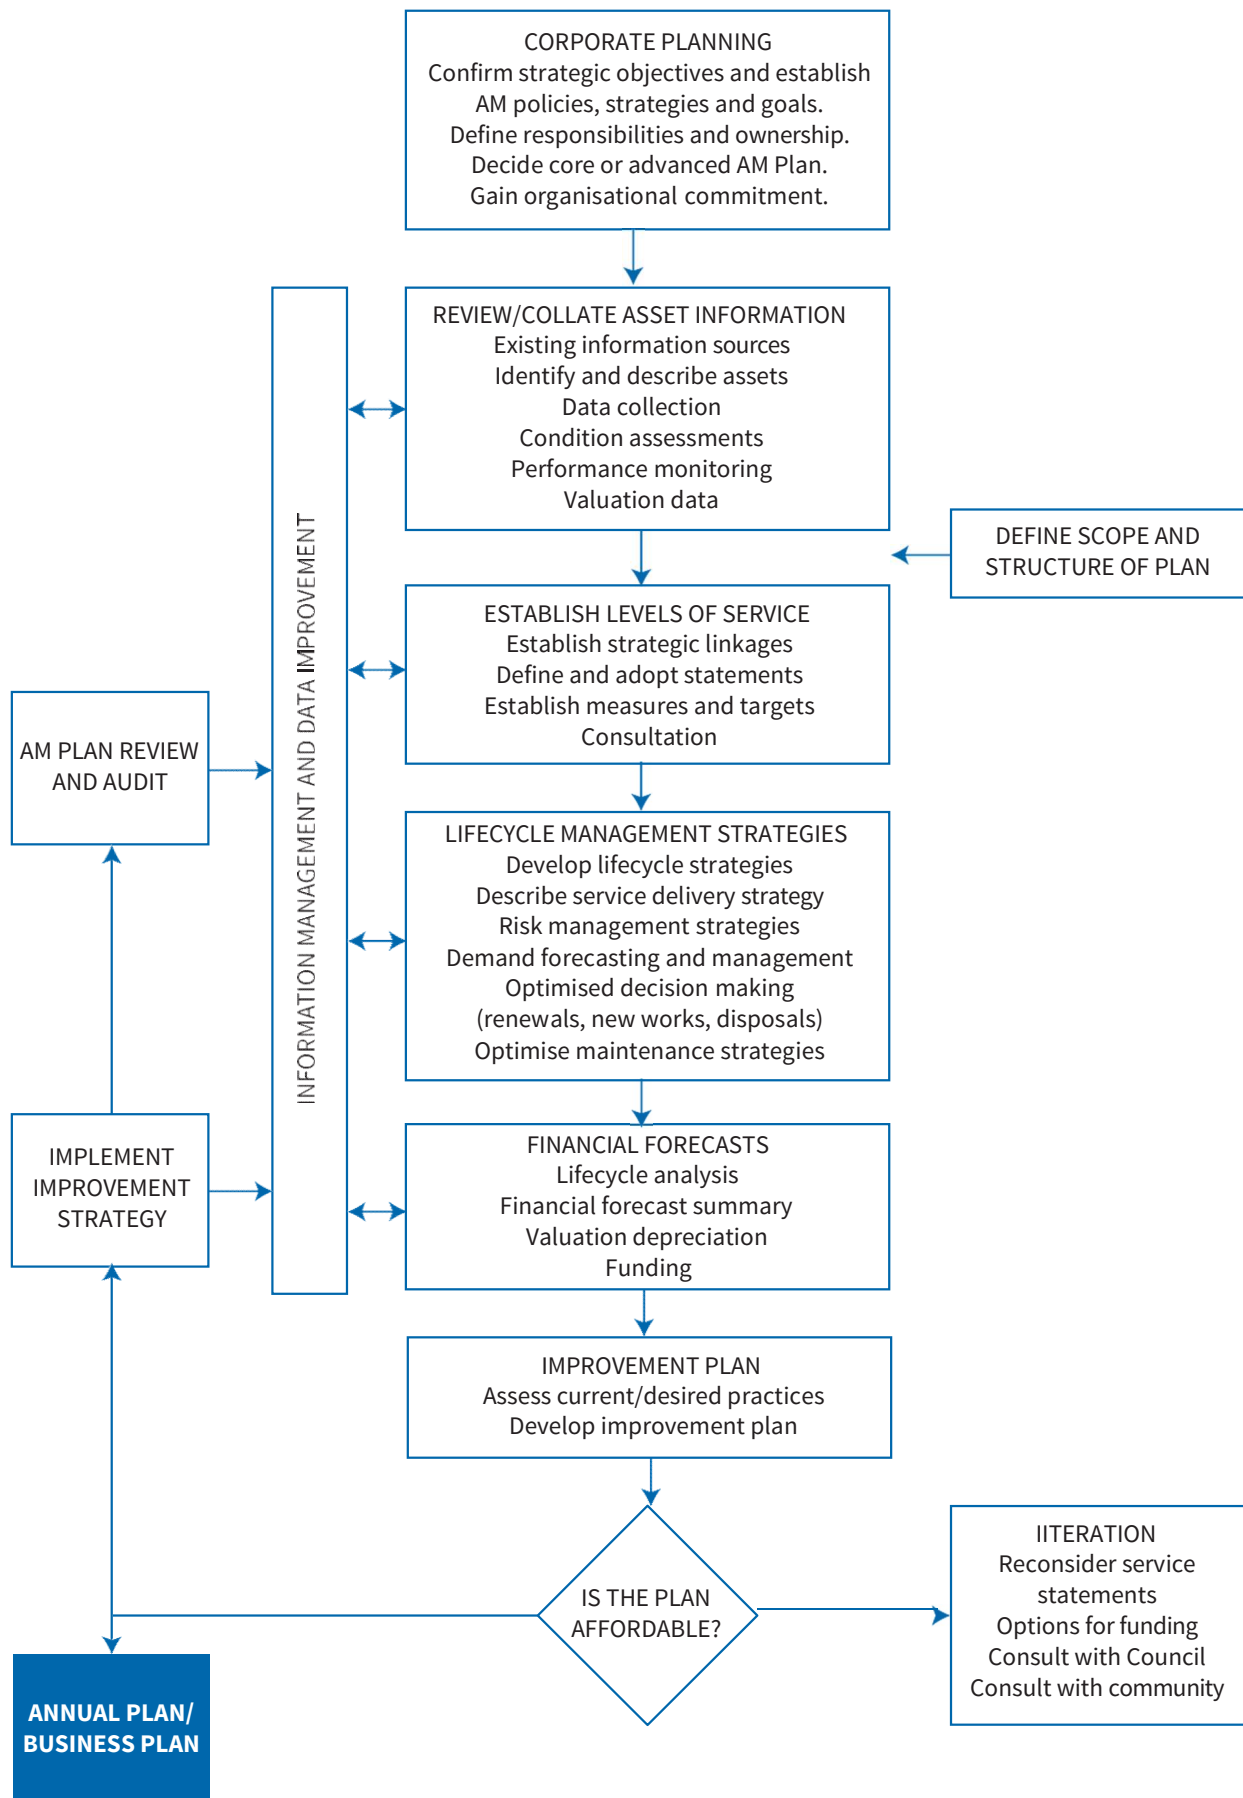 CORPORATE PLANNING
Confirm strategic objectives and establish
AM policies, strategies and goals.
Define responsibilities and ownership.
Decide core or advanced AM Plan.
Gain organisational commitment.
REVIEW/COLLATE ASSET INFORMATION
Existing information sources
Identify and describe assets
Data collection
Condition assessments
Performance monitoring
Valuation data
DEFINE SCOPE AND
STRUCTURE OF PLAN
INFORMATION MANAGEMENT AND DATA IMPROVEMENT
ESTABLISH LEVELS OF SERVICE
Establish strategic linkages
Define and adopt statements
Establish measures and targets
Consultation
AM PLAN REVIEW
AND AUDIT
LIFECYCLE MANAGEMENT STRATEGIES
Develop lifecycle strategies
Describe service delivery strategy
Risk management strategies
Demand forecasting and management
Optimised decision making
(renewals, new works, disposals)
Optimise maintenance strategies
IMPLEMENT
IMPROVEMENT
STRATEGY
FINANCIAL FORECASTS
Lifecycle analysis
Financial forecast summary
Valuation depreciation
Funding
IMPROVEMENT PLAN
Assess current/desired practices
Develop improvement plan
IS THE PLAN
AFFORDABLE?
IITERATION
Reconsider service
statements
Options for funding
Consult with Council
Consult with community
ANNUAL PLAN/
BUSINESS PLAN